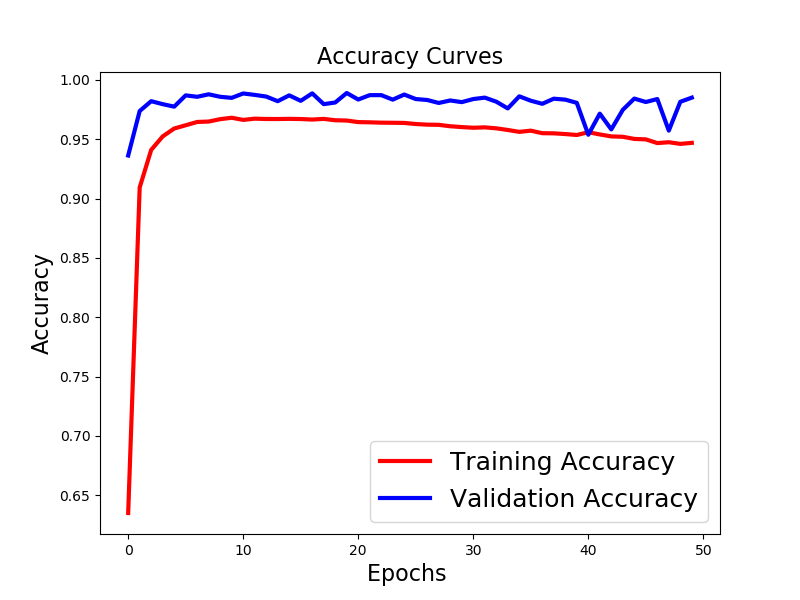 Accuracy Curves
Accuracy
1.00
0.95
0.90
0.85
0.80
0.75
0.70
0.65
Training Accuracy
Validation Accuracy
0 10 20 30 40 50
Epochs